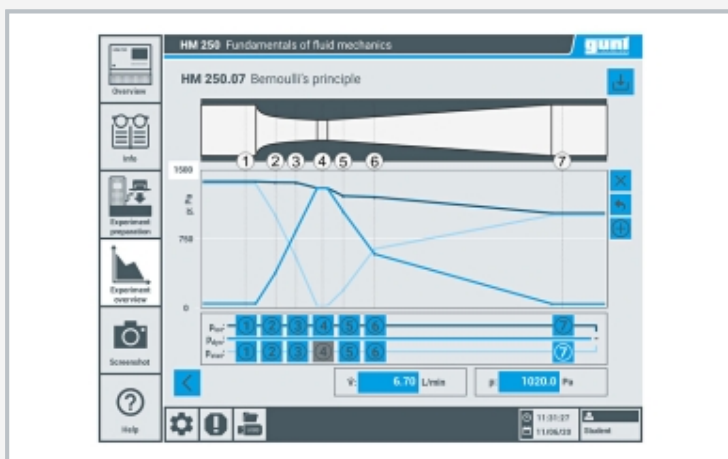 HM 250 Fundamentals of fluid mechanics
gunt
HM 250.07 Bernoulli's principle
Overview
Info
Experiment
preparation
Experiment
overview
Screenshot
Help
1 2 3 4 5 6 7
1500
p, Pa
750
0
1 2 3 4 5 6 7
1 2 3 4 5 6 7
V̇: 6.70 L/min
p 1020.0 Pa
11:31:27
11/06/20
Student